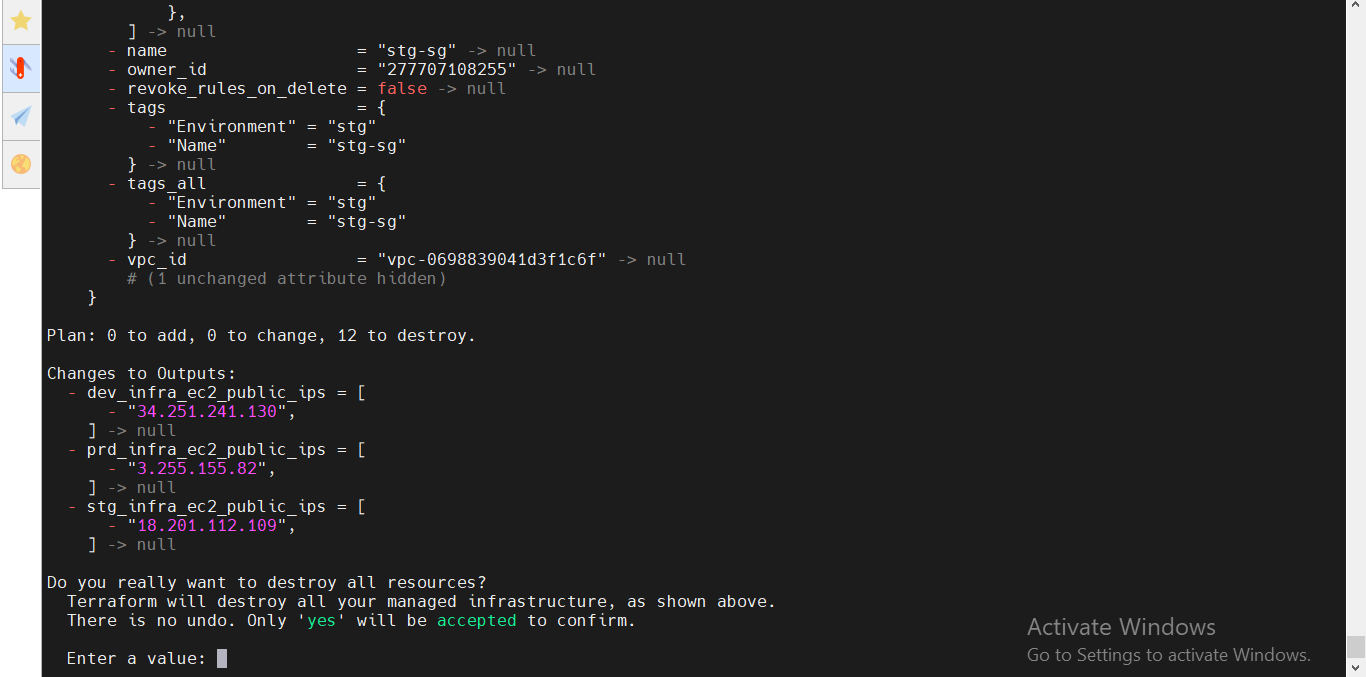 },
        ] -> null
      - name                   = "stg-sg" -> null
      - owner_id               = "277707108255" -> null
      - revoke_rules_on_delete = false -> null
      - tags                   = {
          - "Environment" = "stg"
          - "Name"        = "stg-sg"
        } -> null
      - tags_all               = {
          - "Environment" = "stg"
          - "Name"        = "stg-sg"
        } -> null
      - vpc_id                 = "vpc-0698839041d3f1c6f" -> null
        # (1 unchanged attribute hidden)
    }
Plan: 0 to add, 0 to change, 12 to destroy.
Changes to Outputs:
  - dev_infra_ec2_public_ips = [
      - "34.251.241.130",
    ] -> null
  - prd_infra_ec2_public_ips = [
      - "3.255.155.82",
    ] -> null
  - stg_infra_ec2_public_ips = [
      - "18.201.112.109",
    ] -> null
Do you really want to destroy all resources?
  Terraform will destroy all your managed infrastructure, as shown above.
  There is no undo. Only 'yes' will be accepted to confirm.
  Enter a value:
Activate Windows
Go to Settings to activate Windows.